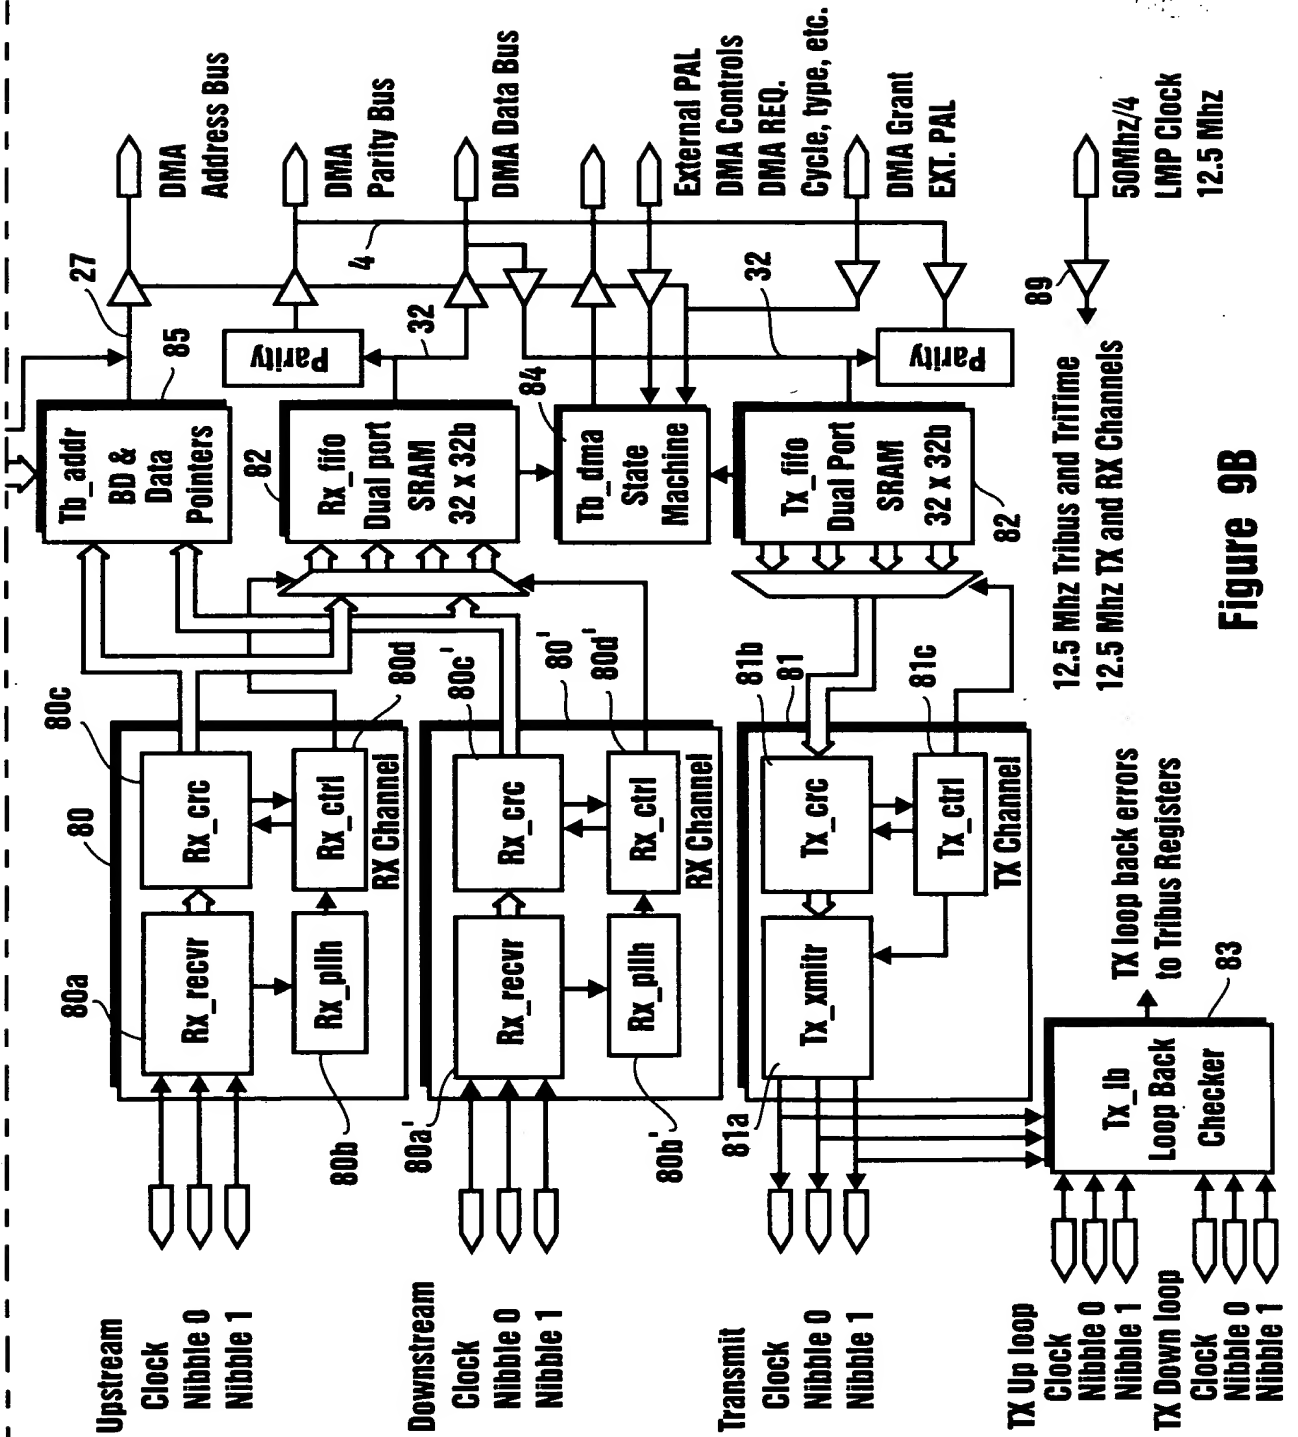 Upstream
Clock
Nibble 0
Nibble 1
80
80a
Rx_recvr
80c
Rx_crc
80b
Rx_pllh
80d
Rx_ctrl
RX Channel
Downstream
Clock
Nibble 0
Nibble 1
80'
80a'
Rx_recvr
80c'
Rx_crc
80b'
Rx_pllh
80d'
Rx_ctrl
RX Channel
Transmit
Clock
Nibble 0
Nibble 1
81
81a
Tx_xmitr
81b
Tx_crc
81c
Tx_ctrl
TX Channel
TX Up loop
Clock
Nibble 0
Nibble 1
TX Down loop
Clock
Nibble 0
Nibble 1
83
Tx_lb
Loop Back
Checker
TX loop back errors
to Tribus Registers
85
Tb_addr
BD &
Data
Pointers
82
Rx_fifo
Dual port
SRAM
32 x 32b
84
Tb_dma
State
Machine
82
Tx_fifo
Dual Port
SRAM
32 x 32b
27
Parity
32
4
32
Parity
DMA
Address Bus
DMA
Parity Bus
DMA Data Bus
External PAL
DMA Controls
DMA REQ.
Cycle, type, etc.
DMA Grant
EXT. PAL
89
50Mhz/4
LMP Clock
12.5 Mhz
12.5 Mhz Tribus and TriTime
12.5 Mhz TX and RX Channels
Figure 9B